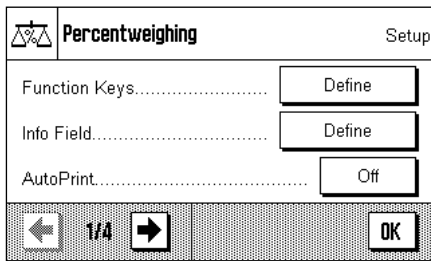 Percentweighing Setup
Function Keys........................ Define
Info Field............................ Define
AutoPrint.................................... Off
1/4 OK